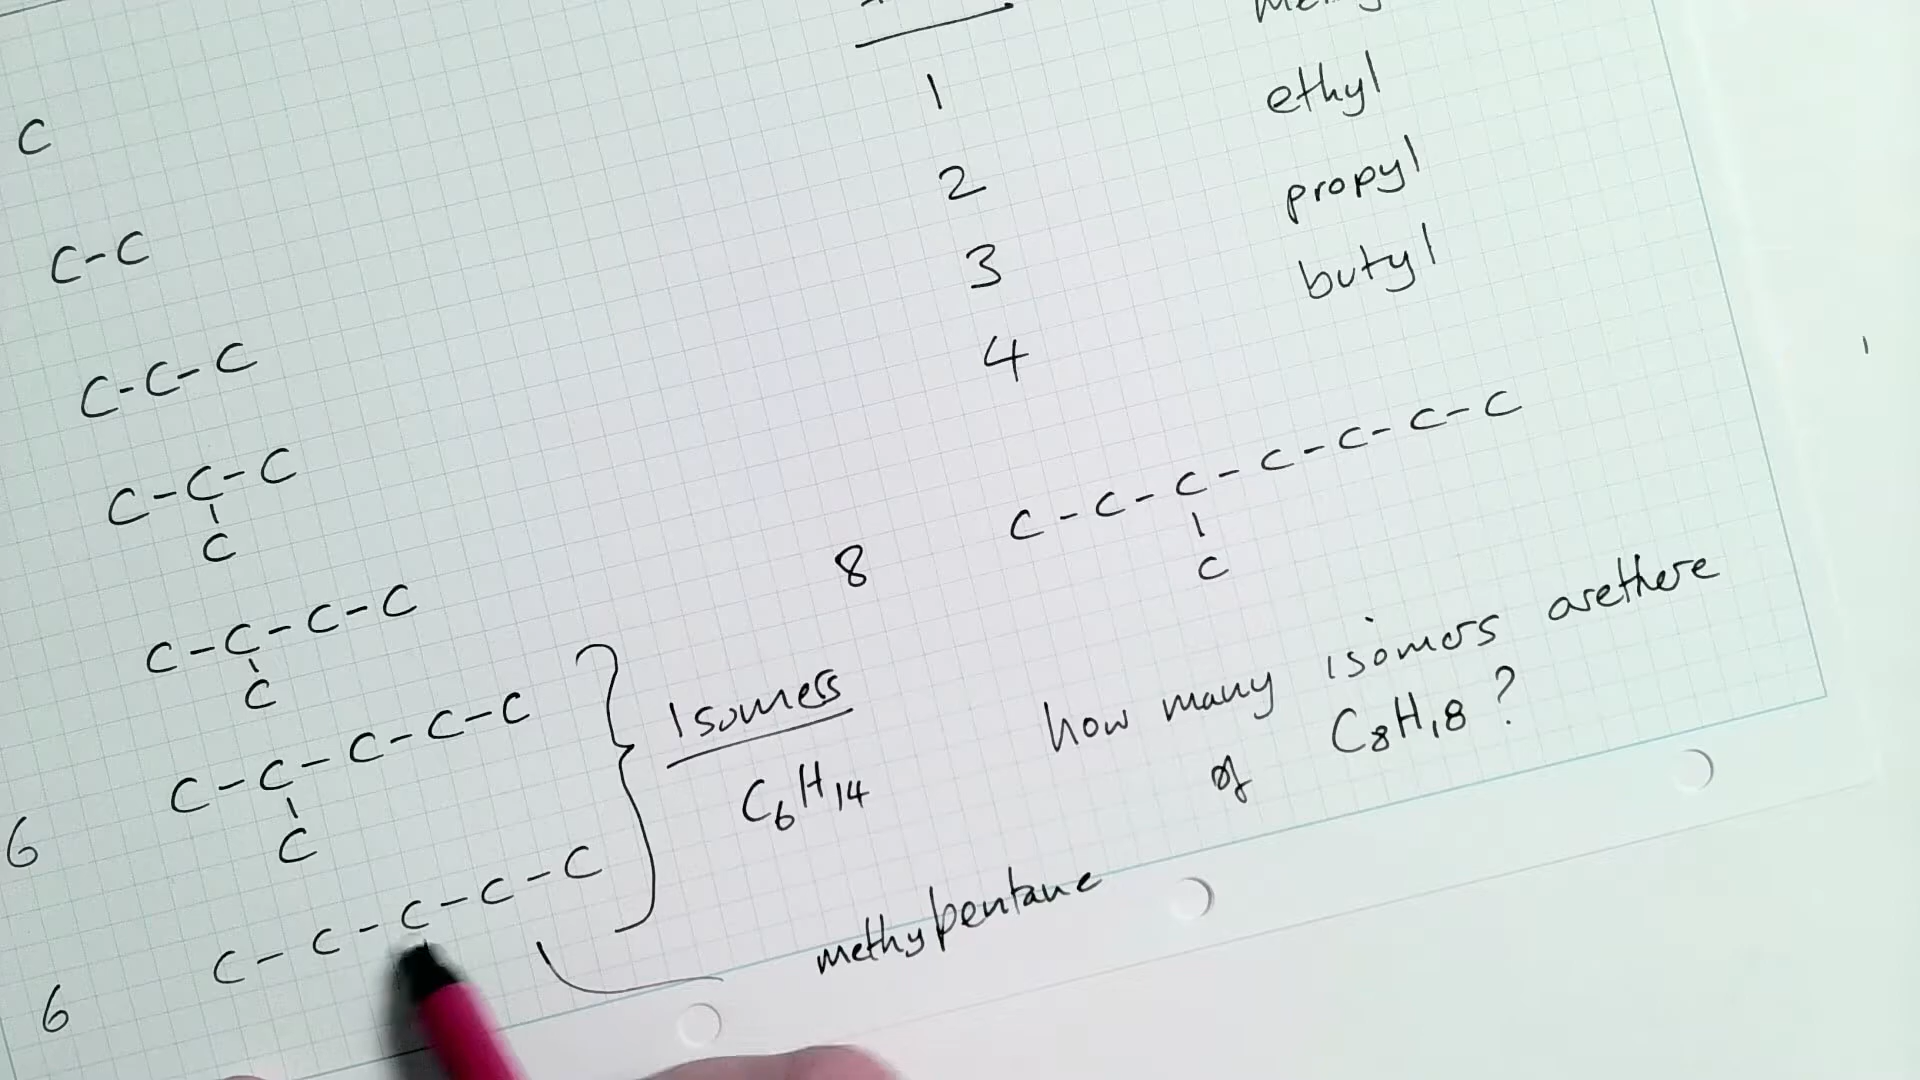 1
ethyl
2
propyl
3
butyl
4
C
C-C
C-C-C
C-C-C
C
C-C-C-C
C
6
C-C-C-C-C
C
6
C-C-C-C-C
Isomers
C₆H₁₄
methylpentane
8
C-C-C-C-C-C-C
C
how many isomers are there
of C₈H₁₈?